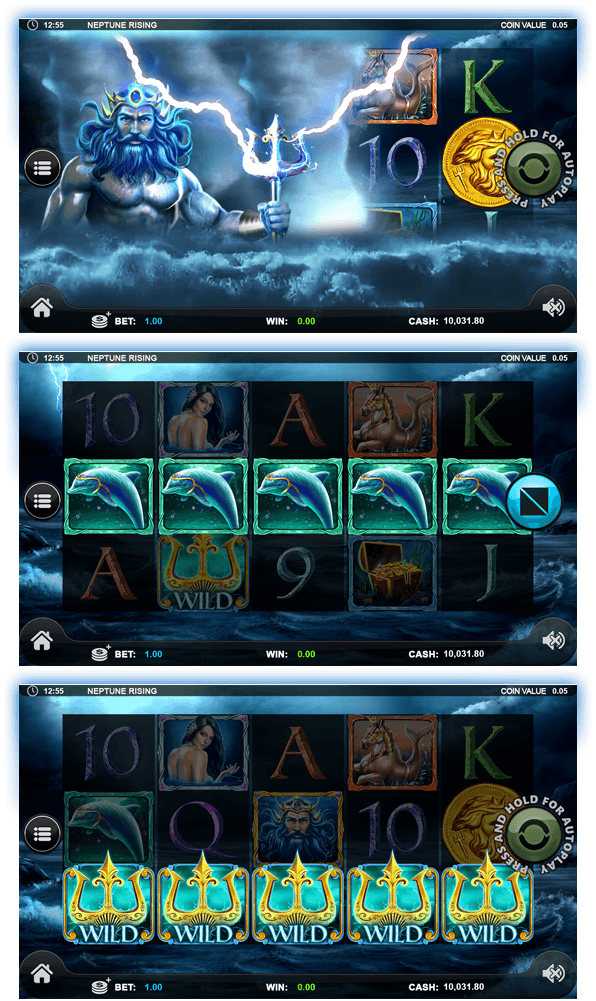 12:55 NEPTUNE RISING COIN VALUE 0.05
K
10
PRESS AND HOLD FOR AUTOPLAY
J
BET: 1.00 WIN: 0.00 CASH: 10,031.80
12:55 NEPTUNE RISING COIN VALUE 0.05
10 A K
A WILD 9 J
BET: 1.00 WIN: 0.00 CASH: 10,031.80
12:55 NEPTUNE RISING COIN VALUE 0.05
10 A K
Q 10
PRESS AND HOLD FOR AUTOPLAY
WILD WILD WILD WILD WILD
BET: 1.00 WIN: 0.00 CASH: 10,031.80